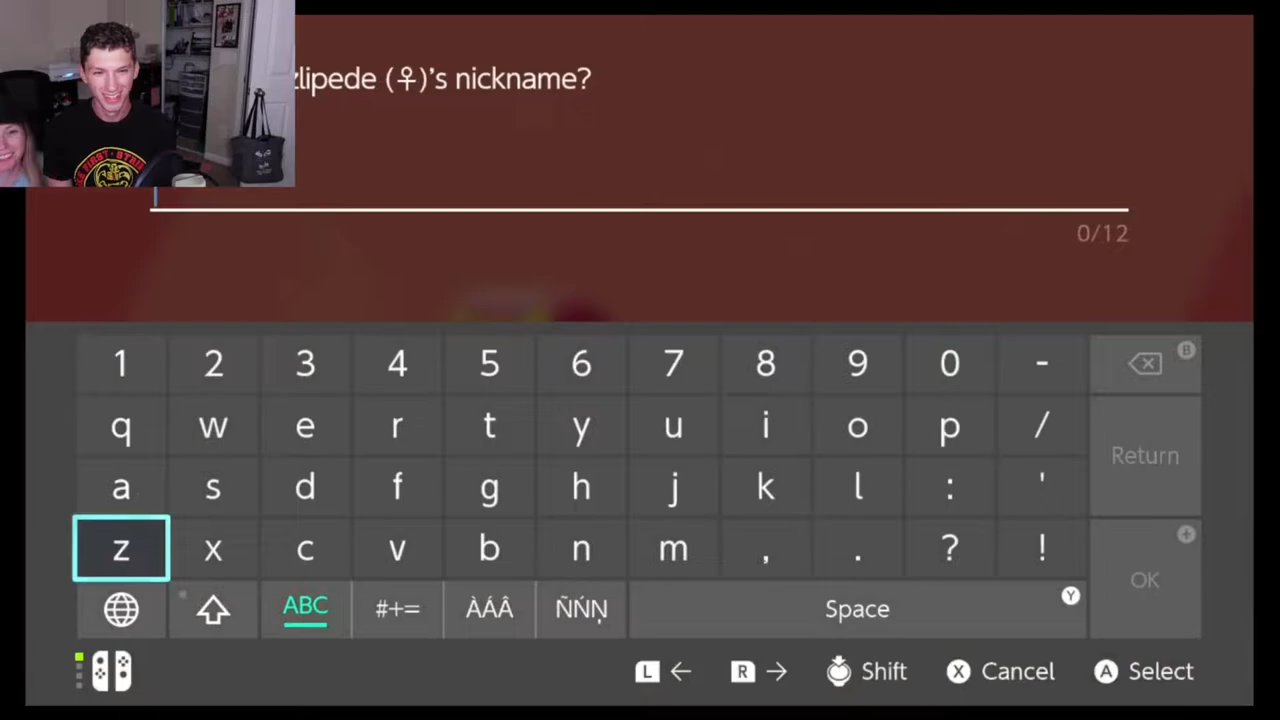 zlipede (♀)'s nickname?
0/12
1 2 3 4 5 6 7 8 9 0 -
B
q w e r t y u i o p /
Return
a s d f g h j k l : '
z x c v b n m , . ? !
OK
ABC #+= ÀÁÂ ÑŃŅ Space
Y
L ← R → Shift X Cancel A Select